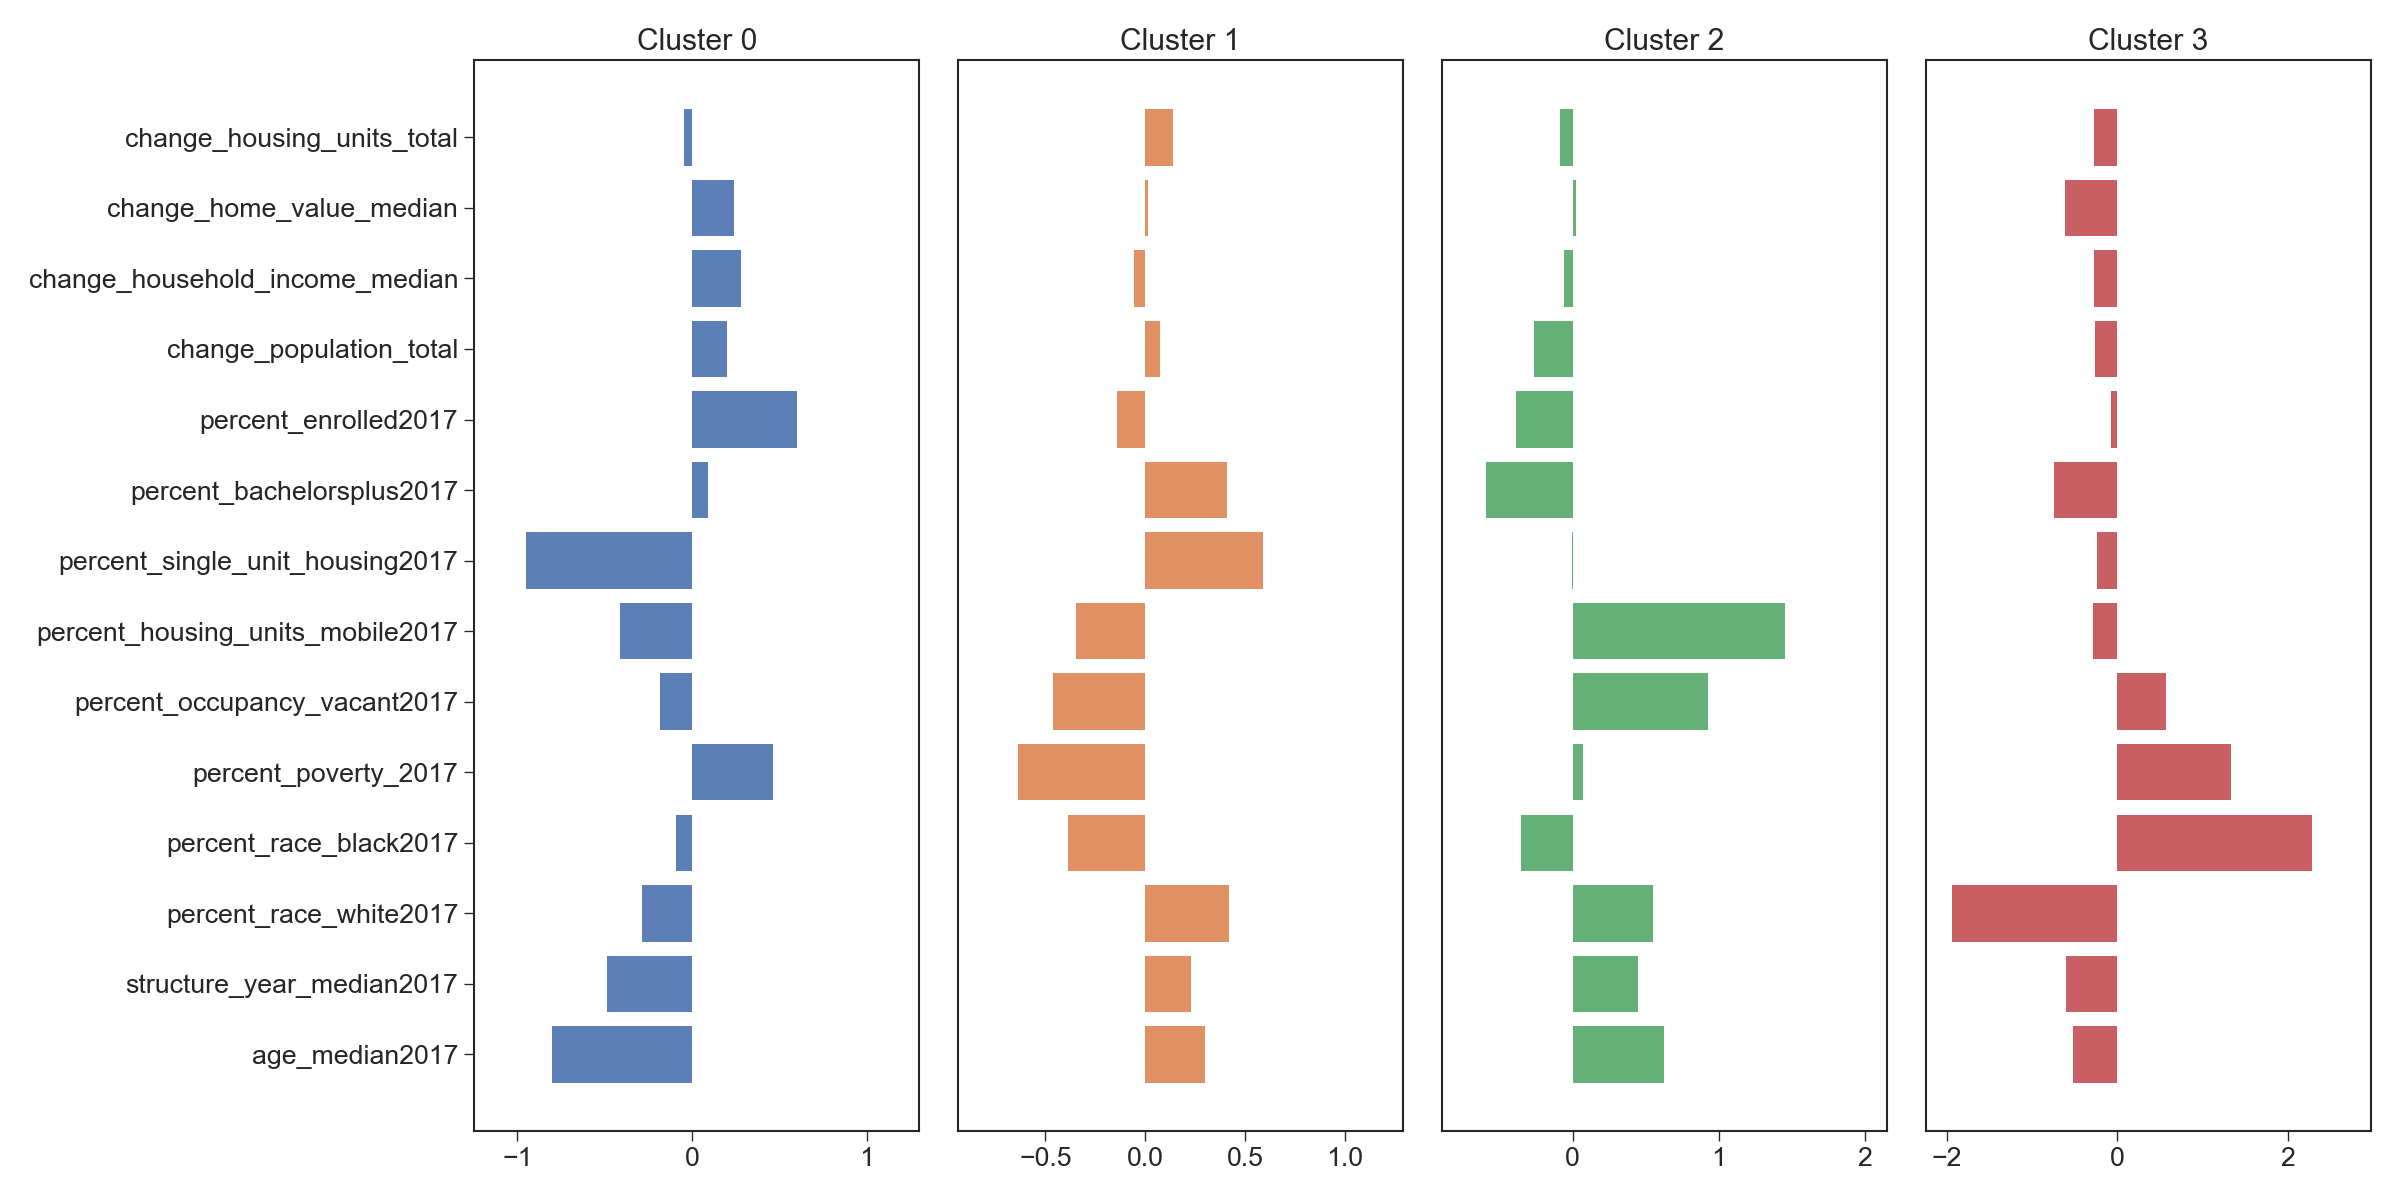 Cluster 0 Cluster 1 Cluster 2 Cluster 3
change_housing_units_total
change_home_value_median
change_household_income_median
change_population_total
percent_enrolled2017
percent_bachelorsplus2017
percent_single_unit_housing2017
percent_housing_units_mobile2017
percent_occupancy_vacant2017
percent_poverty_2017
percent_race_black2017
percent_race_white2017
structure_year_median2017
age_median2017
−1 0 1 −0.5 0.0 0.5 1.0 0 1 2 −2 0 2